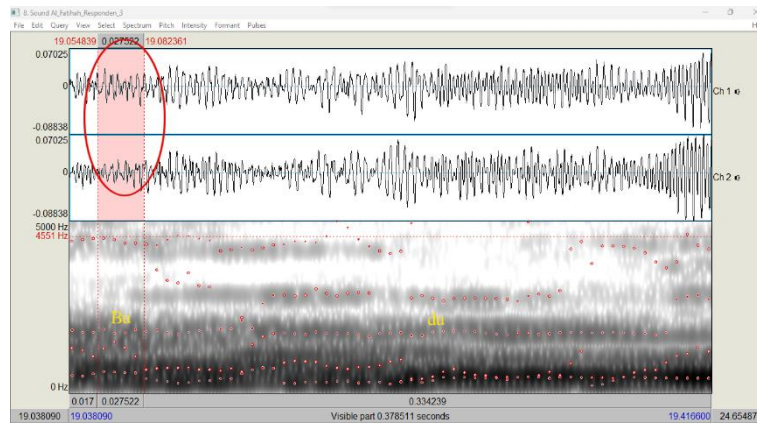 8. Sound Al_Fatihah_Responden_3
File Edit Query View Select Spectrum Pitch Intensity Formant Pulses
19.054839 0.027522 19.082361
0.07025
0
-0.08838
Ch 1
0.07025
0
-0.08838
Ch 2
5000 Hz
4551 Hz
Bu
du
0 Hz
0.017 0.027522 0.334239
19.038090 19.038090 Visible part 0.378511 seconds 19.416600 24.65487